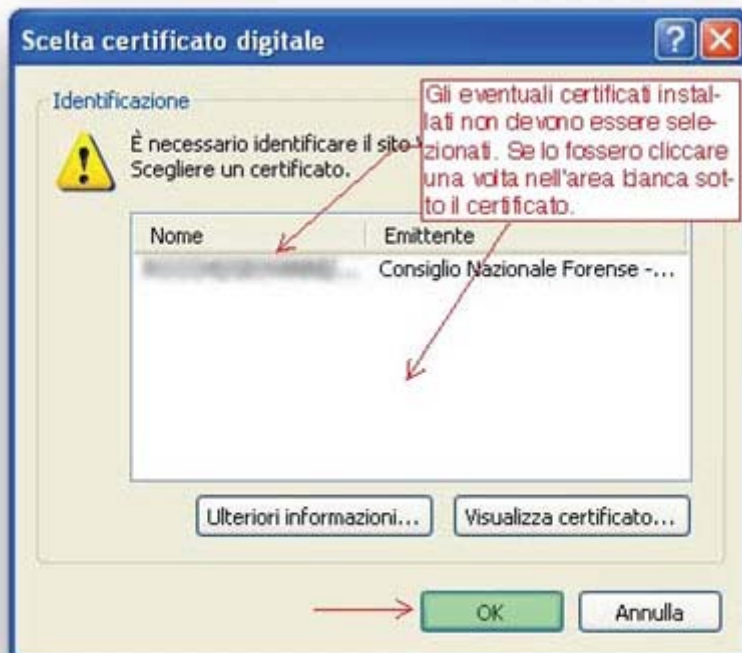 Scelta certificato digitale
?
Identificazione
È necessario identificare il sito
Scegliere un certificato.
Gli eventuali certificati instal-
lati non devono essere sele-
zionati. Se lo fossero cliccare
una volta nell'area bianca sot-
to il certificato.
Nome Emittente
Consiglio Nazionale Forense -...
Ulteriori informazioni... Visualizza certificato...
OK Annulla